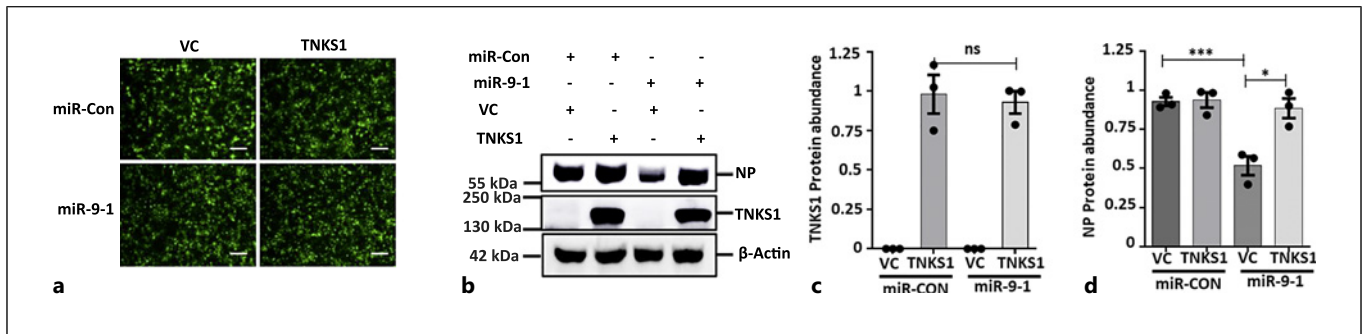 VC TNKS1
miR-Con
miR-9-1
a
miR-Con + + - -
miR-9-1 - - + +
VC + - + -
TNKS1 - + - +
NP
55 kDa
250 kDa
TNKS1
130 kDa
42 kDa β-Actin
b
TNKS1 Protein abundance
1.25
1
0.75
0.5
0.25
0
ns
VC TNKS1 VC TNKS1
miR-CON miR-9-1
c
NP Protein abundance
1.25
1
0.75
0.5
0.25
0
***
*
VC TNKS1 VC TNKS1
miR-CON miR-9-1
d